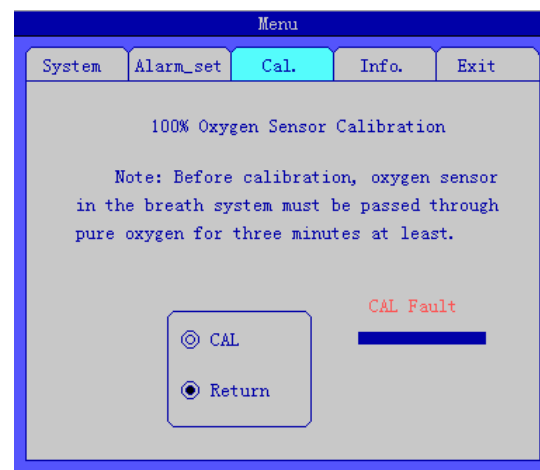 Menu
System Alarm_set Cal. Info. Exit
100% Oxygen Sensor Calibration
Note: Before calibration, oxygen sensor
in the breath system must be passed through
pure oxygen for three minutes at least.
CAL Fault
CAL
Return